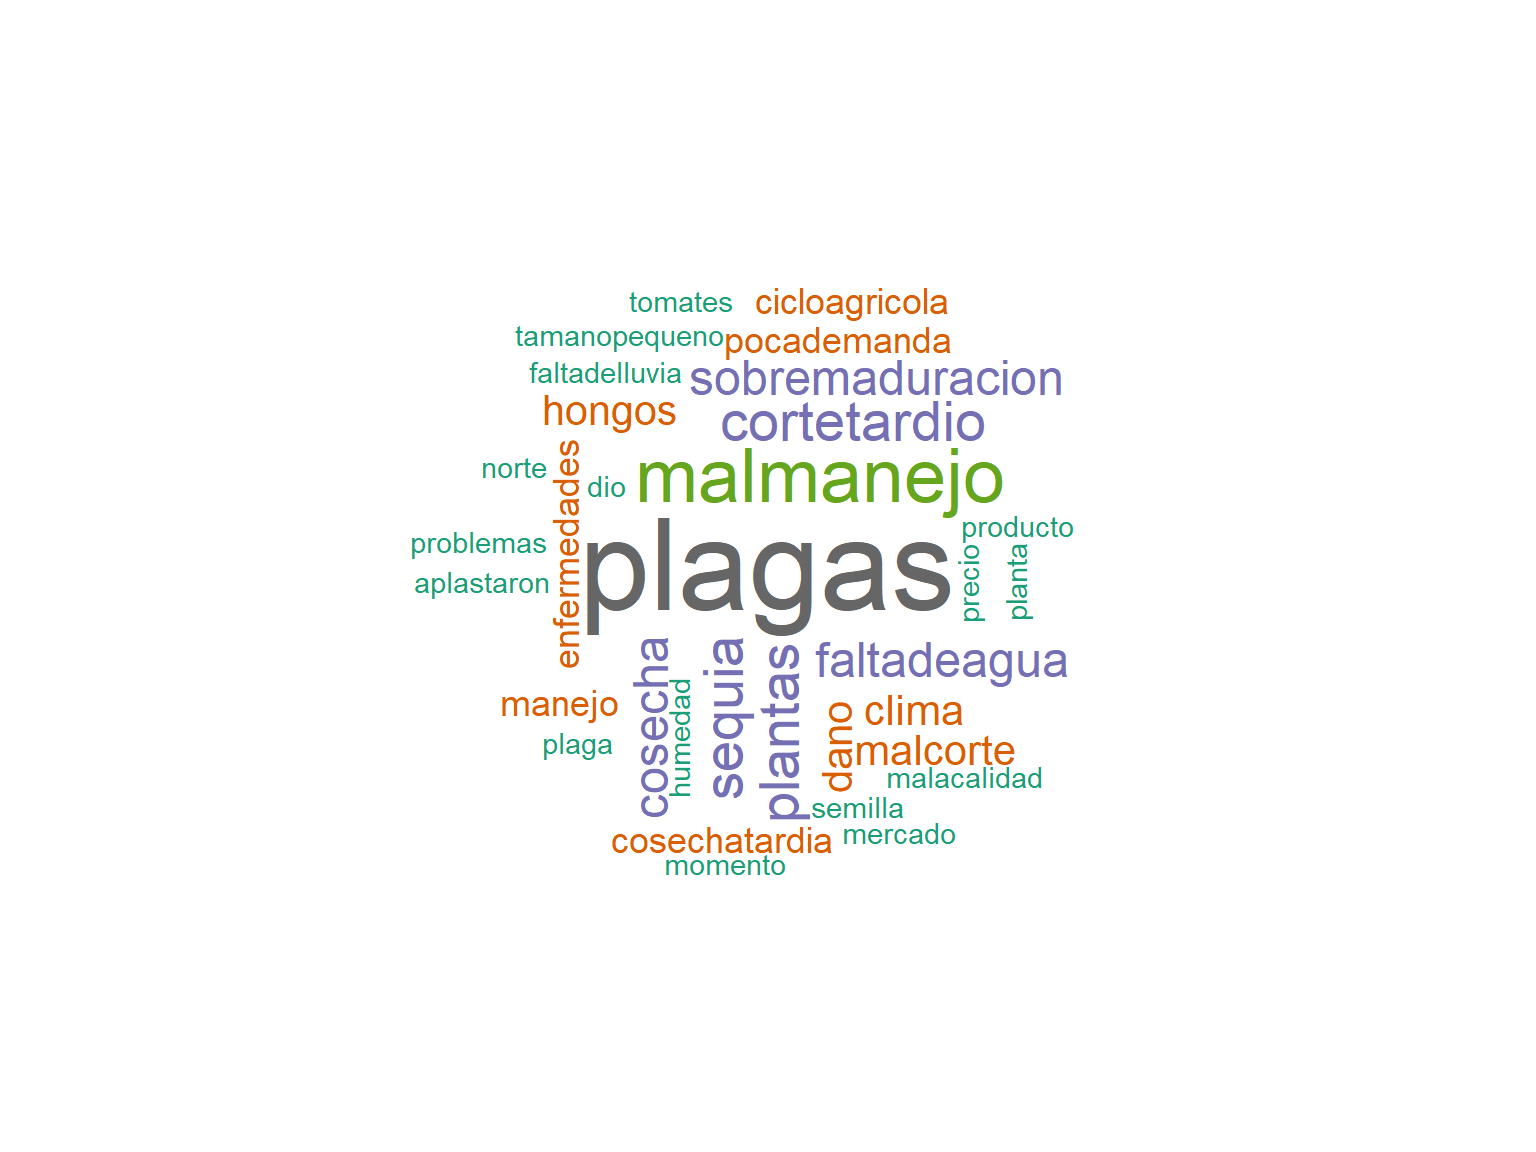 tomates
cicloagricola
tamanopequeno
pocademanda
faltadelluvia
sobremaduracion
hongos
cortetardio
norte
dio
malmanejo
enfermedades
problemas
aplastaron
plagas
producto
precio
planta
cosecha
humedad
sequia
plantas
faltadeagua
manejo
plaga
dano
clima
malcorte
malacalidad
semilla
mercado
cosechatardia
momento